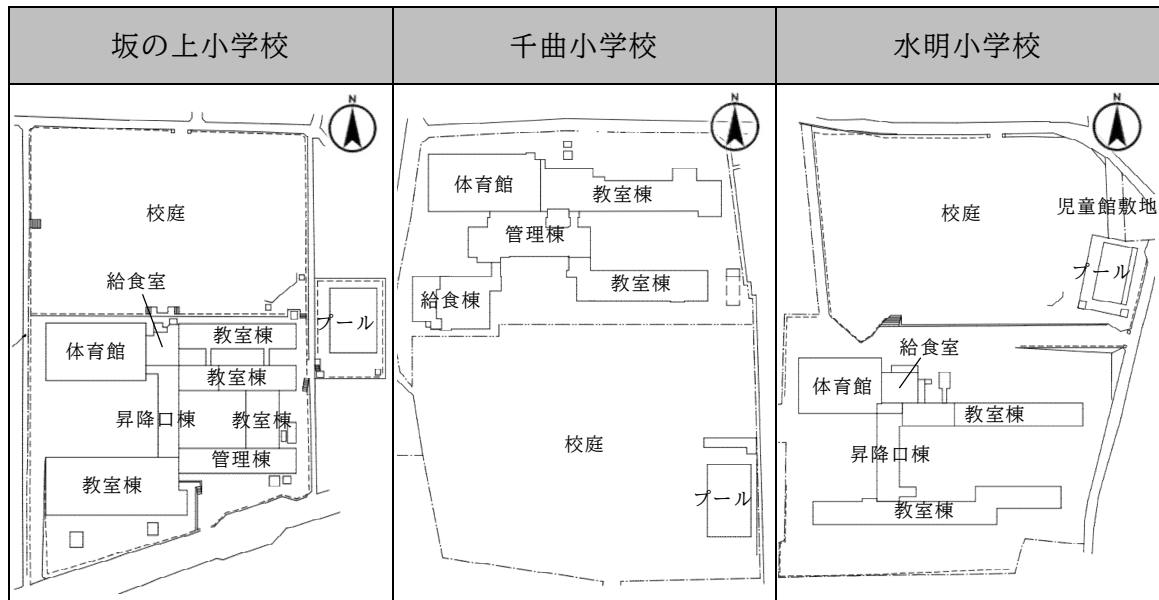 坂の上小学校
千曲小学校
水明小学校
N
校庭
給食室
体育館
教室棟
プール
教室棟
昇降口棟
教室棟
管理棟
教室棟
N
体育館
教室棟
管理棟
給食棟
教室棟
校庭
プール
N
校庭
児童館敷地
プール
給食室
体育館
教室棟
昇降口棟
教室棟